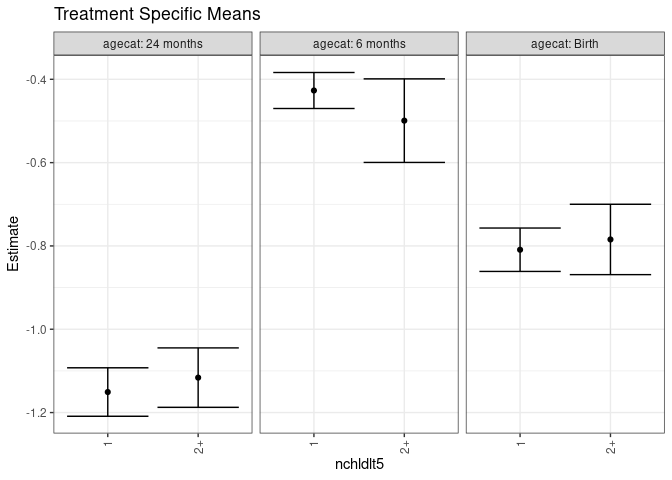 Treatment Specific Means
agecat: 24 months
agecat: 6 months
agecat: Birth
-0.4
-0.6
-0.8
-1.0
-1.2
Estimate
1
2+
1
2+
1
2+
nchldlt5